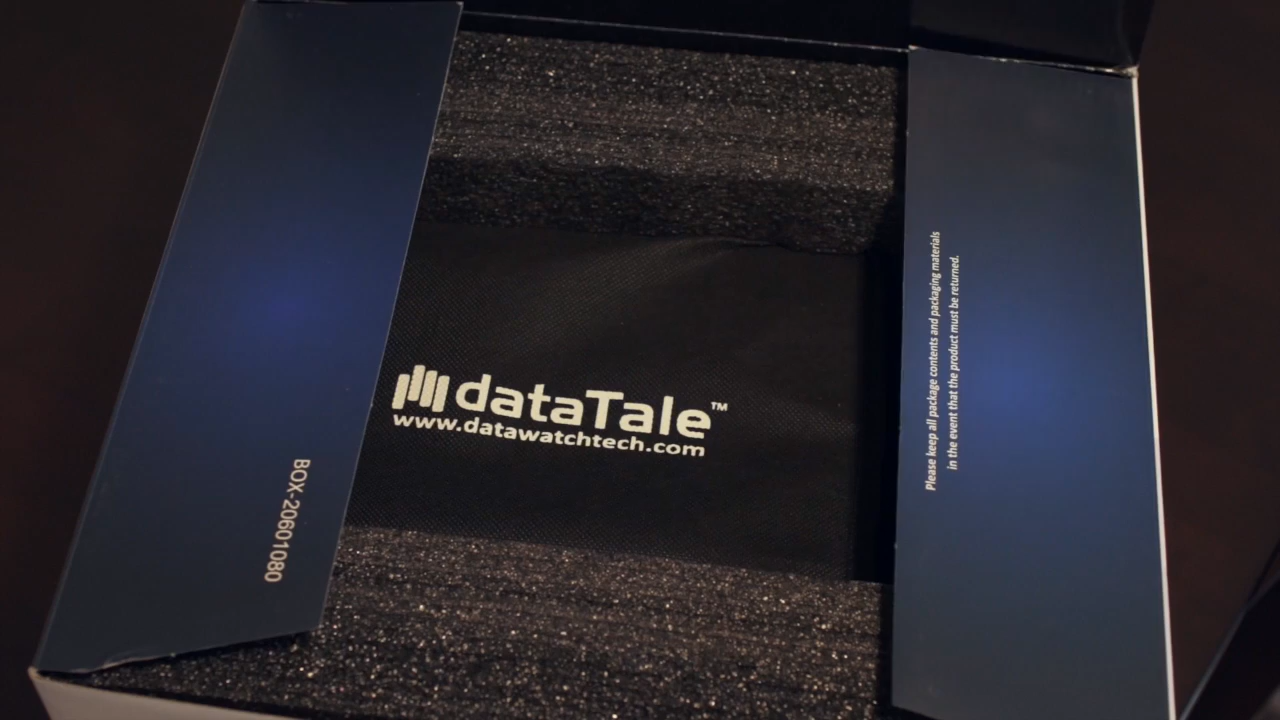 dataTale™
www.datawatchtech.com
BOX-20601080
Please keep all package contents and packaging materials
in the event that the product must be returned.